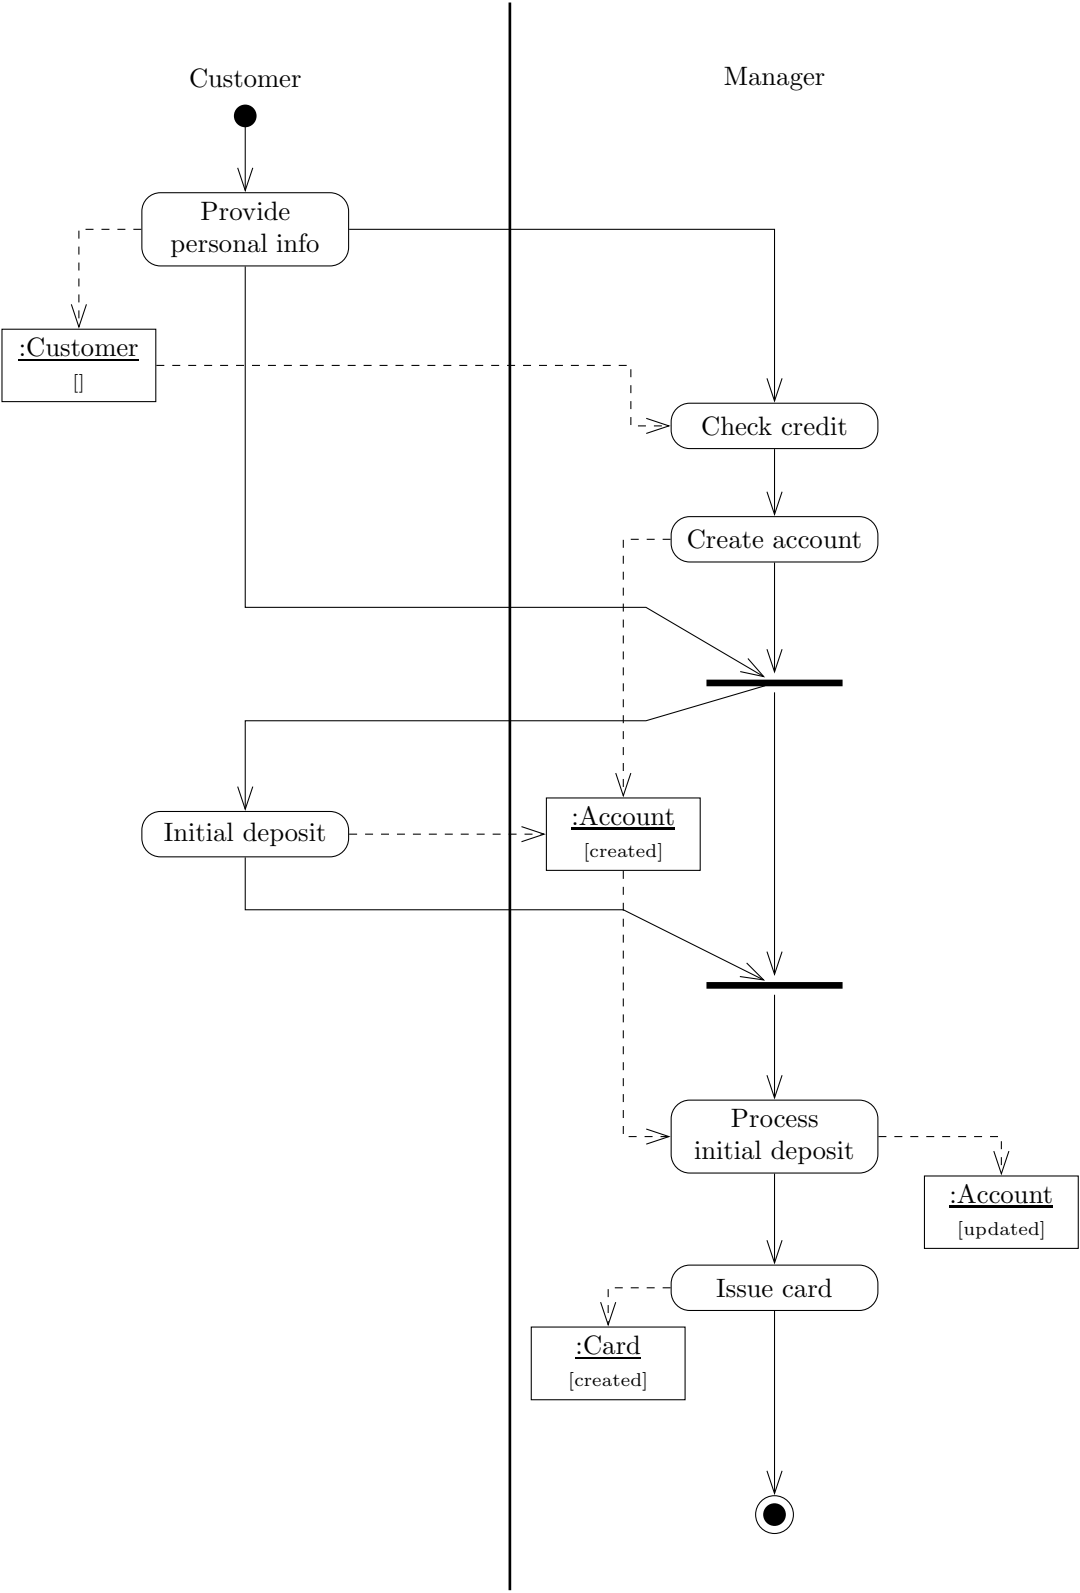 Customer
Manager
Provide
personal info
:Customer
[]
Check credit
Create account
Initial deposit
:Account
[created]
Process
initial deposit
:Account
[updated]
Issue card
:Card
[created]